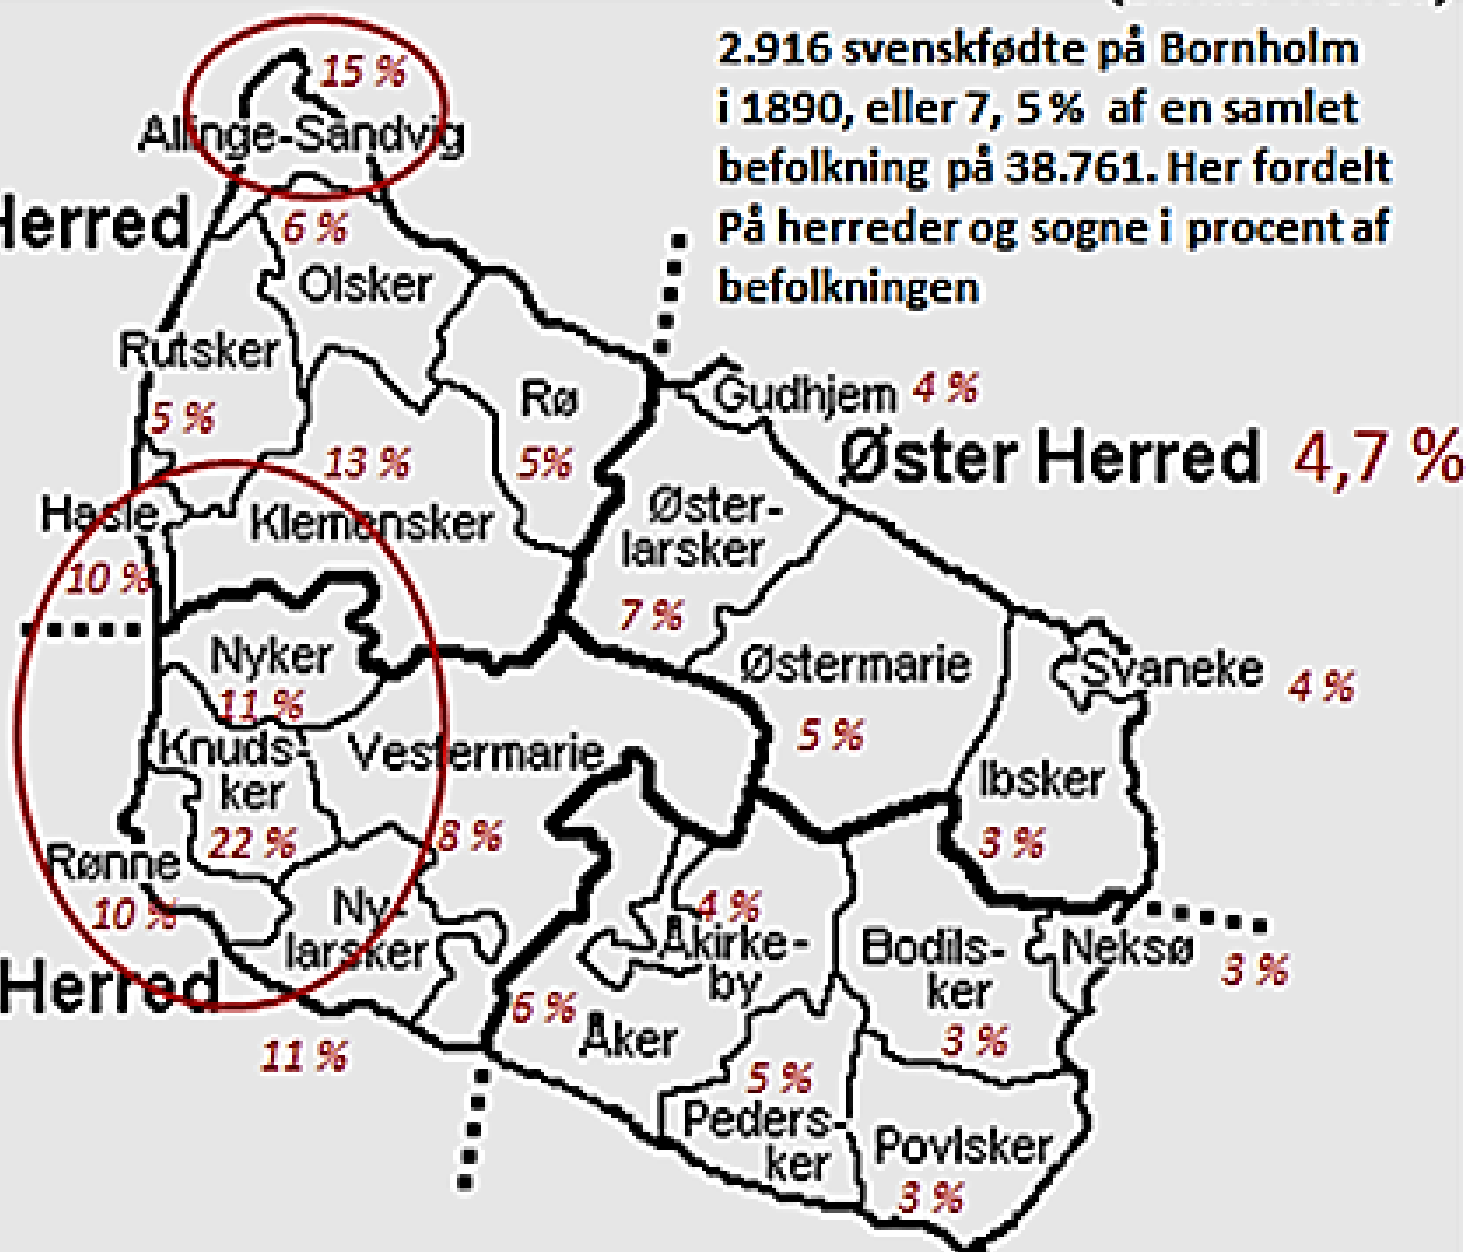 2.916 svenskfødte på Bornholm
i 1890, eller 7, 5 % af en samlet
befolkning på 38.761. Her fordelt
På herreder og sogne i procent af
befolkningen
15 %
Allinge-Sandvig
Herred
6 %
Olsker
Rutsker
5 %
Rø
5%
13 %
Klemensker
Gudhjem 4 %
Øster Herred 4,7 %
Hasle
10 %
Øster-
larsker
7 %
Nyker
11 %
Østermarie
5 %
Svaneke 4 %
Knuds-
ker
22 %
Vestermarie
8 %
Ibsker
3 %
Rønne
10 %
Ny-
larsker
11 %
Herred
4 %
Åkirke-
by
6 %
Åker
Bodils-
ker
3 %
Neksø
3 %
5 %
Peders-
ker
Povlsker
3 %